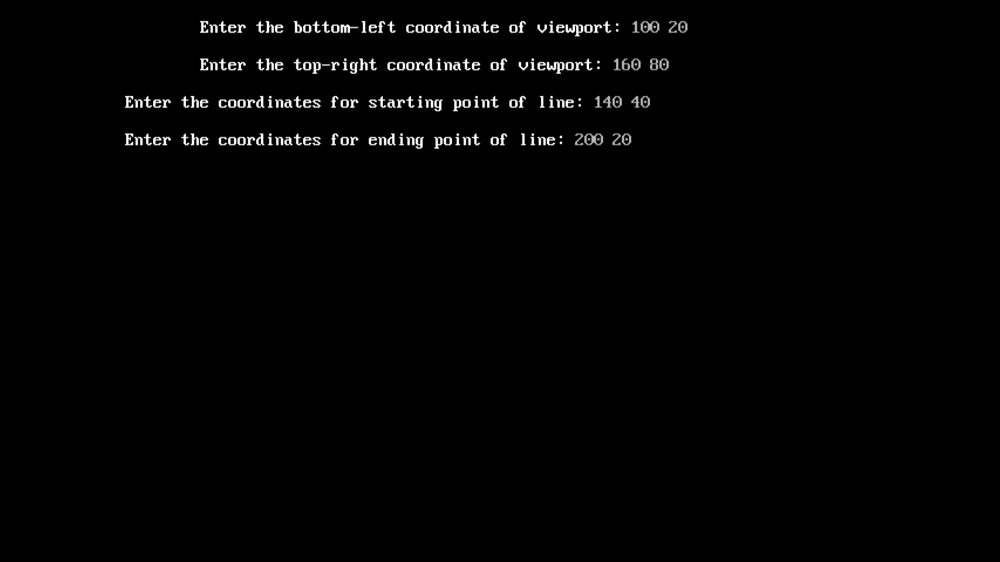 Enter the bottom-left coordinate of viewport: 100 20
Enter the top-right coordinate of viewport: 160 80
Enter the coordinates for starting point of line: 140 40
Enter the coordinates for ending point of line: 200 20